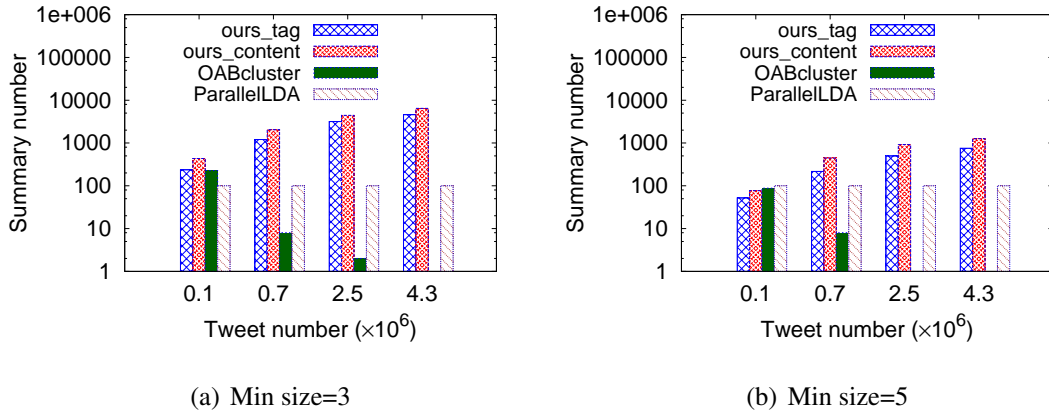 1e+006
100000
10000
1000
100
10
1
Summary number
ours_tag
ours_content
OABcluster
ParallelLDA
0.1 0.7 2.5 4.3
Tweet number (×10^6)
(a) Min size=3
1e+006
100000
10000
1000
100
10
1
Summary number
ours_tag
ours_content
OABcluster
ParallelLDA
0.1 0.7 2.5 4.3
Tweet number (×10^6)
(b) Min size=5